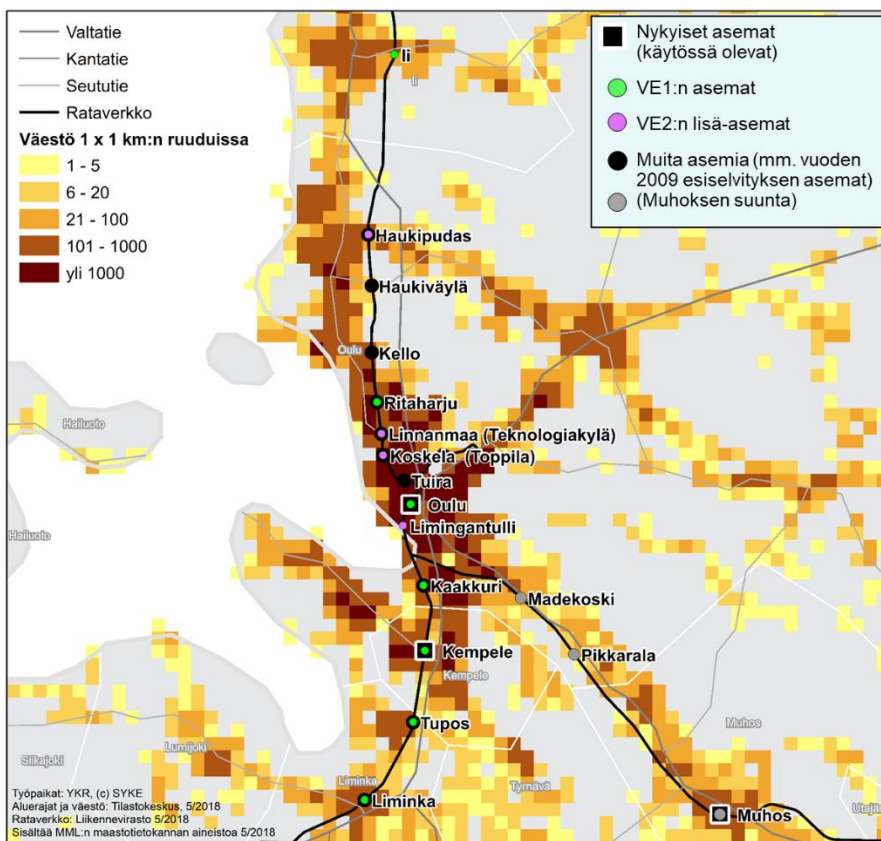 Valtatie
Kantatie
Seututie
Rataverkko
Väestö 1 x 1 km:n ruuduissa
1 - 5
6 - 20
21 - 100
101 - 1000
yli 1000
Nykyiset asemat
(käytössä olevat)
VE1:n asemat
VE2:n lisä-asemat
Muita asemia (mm. vuoden
2009 esiselvityksen asemat)
(Muhoksen suunta)
Ii
Ii
Haukipudas
Haukiväylä
Oulu
Kello
Ritaharju
Hailuoto
Linnanmaa (Teknologiakylä)
Koskela (Toppila)
Tuira
Oulu
Limingantulli
Hailuoto
Kaakkuri
Madekoski
Kempele
Pikkarala
Kempele
Tupos
Muhos
Lumijoki
Siikajoki
Liminka
Tyrnävä
Liminka
Muhos
Utajär
Työpaikat: YKR, (c) SYKE
Aluerajat ja väestö: Tilastokeskus, 5/2018
Rataverkko: Liikennevirasto 5/2018
Sisältää MML:n maastotietokannan aineistoa 5/2018